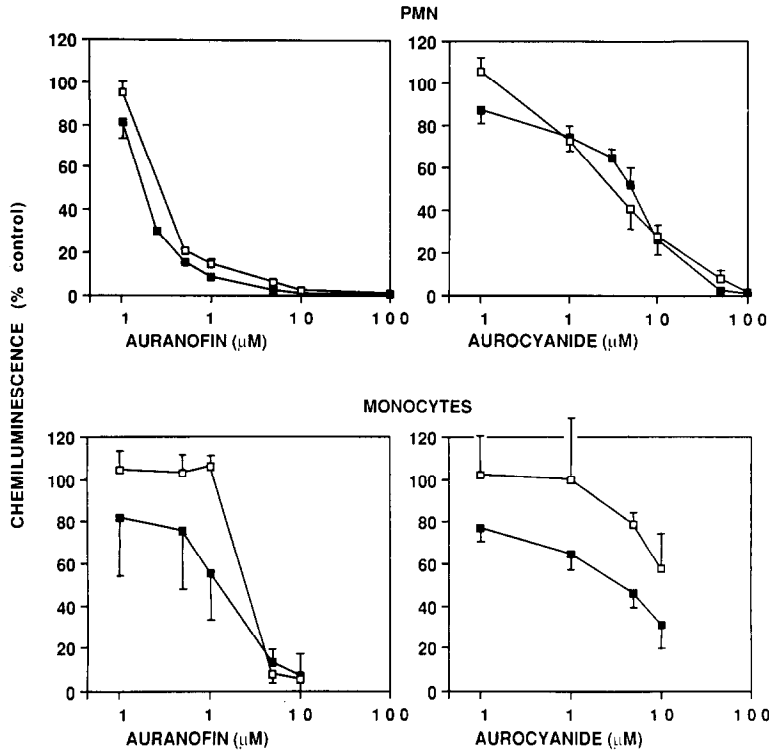 PMN
CHEMILUMINESCENCE (% control)
120
100
80
60
40
20
0
1 1 10 100
AURANOFIN (µM)
120
100
80
60
40
20
0
1 1 10 100
AUROCYANIDE (µM)
MONOCYTES
120
100
80
60
40
20
0
1 1 10 100
AURANOFIN (µM)
120
100
80
60
40
20
0
1 1 10 100
AUROCYANIDE (µM)